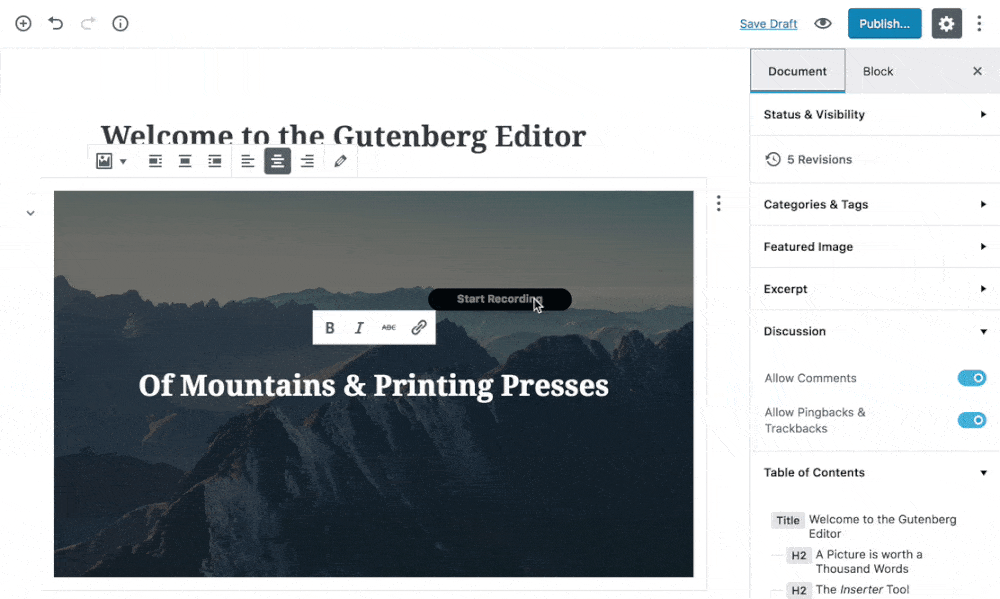 Save Draft
Publish...
Document
Block
Welcome to the Gutenberg Editor
Status & Visibility
5 Revisions
Categories & Tags
Featured Image
Excerpt
Start Recording
B I ABC
Discussion
Of Mountains & Printing Presses
Allow Comments
Allow Pingbacks &
Trackbacks
Table of Contents
Title Welcome to the Gutenberg
Editor
H2 A Picture is worth a
Thousand Words
H2 The Inserter Tool